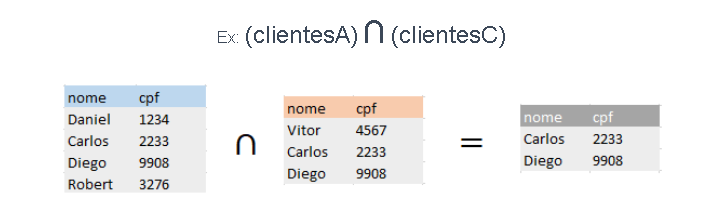 Ex: (clientesA) ∩ (clientesC)
nome cpf
Daniel 1234
Carlos 2233
Diego 9908
Robert 3276
∩
nome cpf
Vitor 4567
Carlos 2233
Diego 9908
=
nome cpf
Carlos 2233
Diego 9908